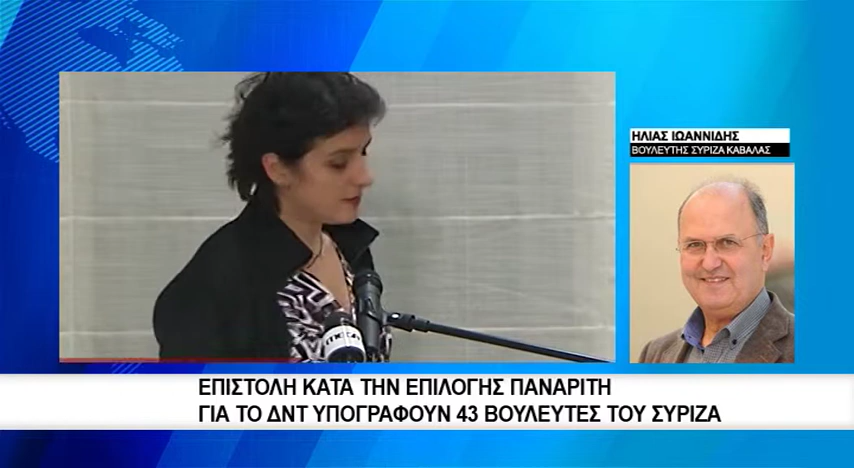 ΗΛΙΑΣ ΙΩΑΝΝΙΔΗΣ
ΒΟΥΛΕΥΤΗΣ ΣΥΡΙΖΑ ΚΑΒΑΛΑΣ
ΕΠΙΣΤΟΛΗ ΚΑΤΑ ΤΗΝ ΕΠΙΛΟΓΗΣ ΠΑΝΑΡΙΤΗ
ΓΙΑ ΤΟ ΔΝΤ ΥΠΟΓΡΑΦΟΥΝ 43 ΒΟΥΛΕΥΤΕΣ ΤΟΥ ΣΥΡΙΖΑ